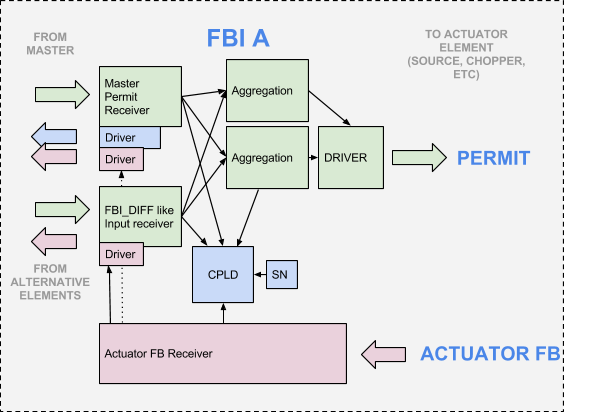 FROM
MASTER
FBI A
TO ACTUATOR
ELEMENT
(SOURCE, CHOPPER,
ETC)
Master
Permit
Receiver
Aggregation
Driver
Driver
Aggregation
DRIVER
PERMIT
FBI_DIFF like
Input receiver
Driver
FROM
ALTERNATIVE
ELEMENTS
CPLD
SN
Actuator FB Receiver
ACTUATOR FB